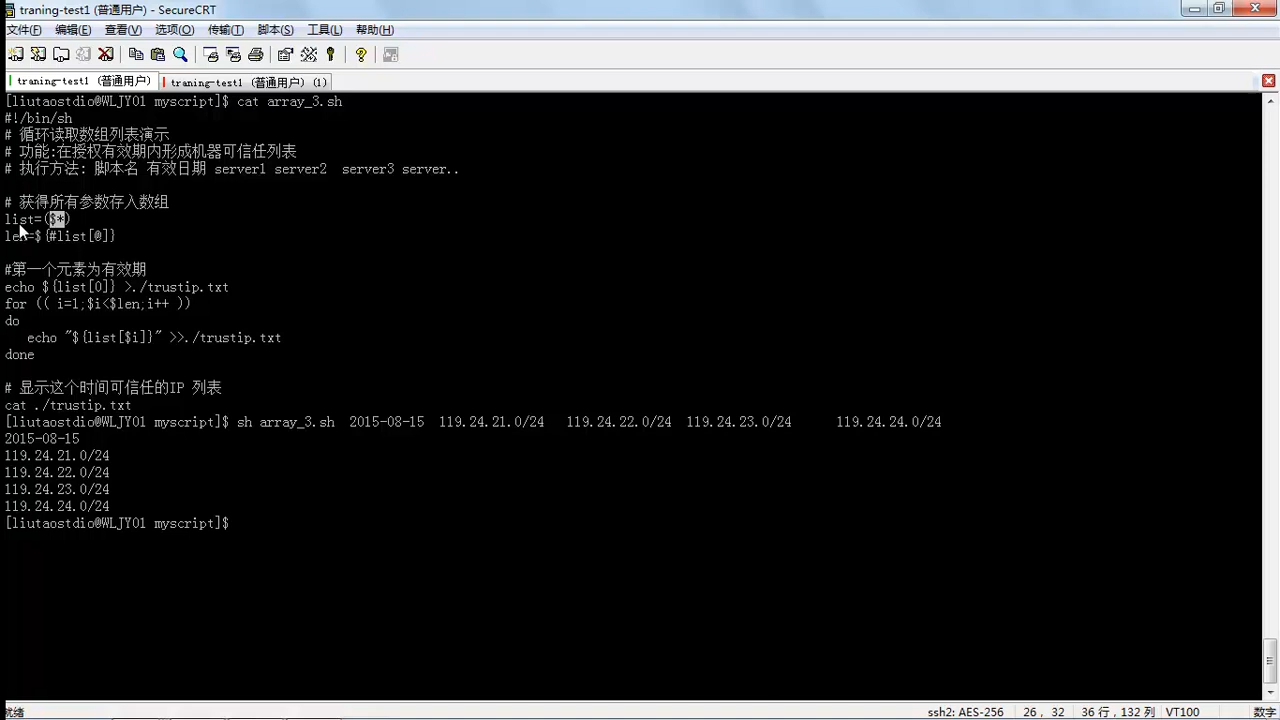 traning-test1 (普通用户) - SecureCRT
文件(F) 编辑(E) 查看(V) 选项(O) 传输(T) 脚本(S) 工具(L) 帮助(H)
traning-test1 (普通用户) traning-test1 (普通用户) (1)
[liutaostdio@WLJY01 myscript]$ cat array_3.sh
#!/bin/sh
# 循环读取数组列表演示
# 功能:在授权有效期内形成机器可信任列表
# 执行方法: 脚本名 有效日期 server1 server2  server3 server..
# 获得所有参数存入数组
list=($*)
len=${#list[@]}
#第一个元素为有效期
echo ${list[0]} >./trustip.txt
for (( i=1;$i<$len;i++ ))
do
   echo "${list[$i]}" >>./trustip.txt
done
# 显示这个时间可信任的IP 列表
cat ./trustip.txt
[liutaostdio@WLJY01 myscript]$ sh array_3.sh  2015-08-15  119.24.21.0/24   119.24.22.0/24  119.24.23.0/24      119.24.24.0/24
2015-08-15
119.24.21.0/24
119.24.22.0/24
119.24.23.0/24
119.24.24.0/24
[liutaostdio@WLJY01 myscript]$
就绪 ssh2: AES-256 26, 32 36 行, 132 列 VT100 数字